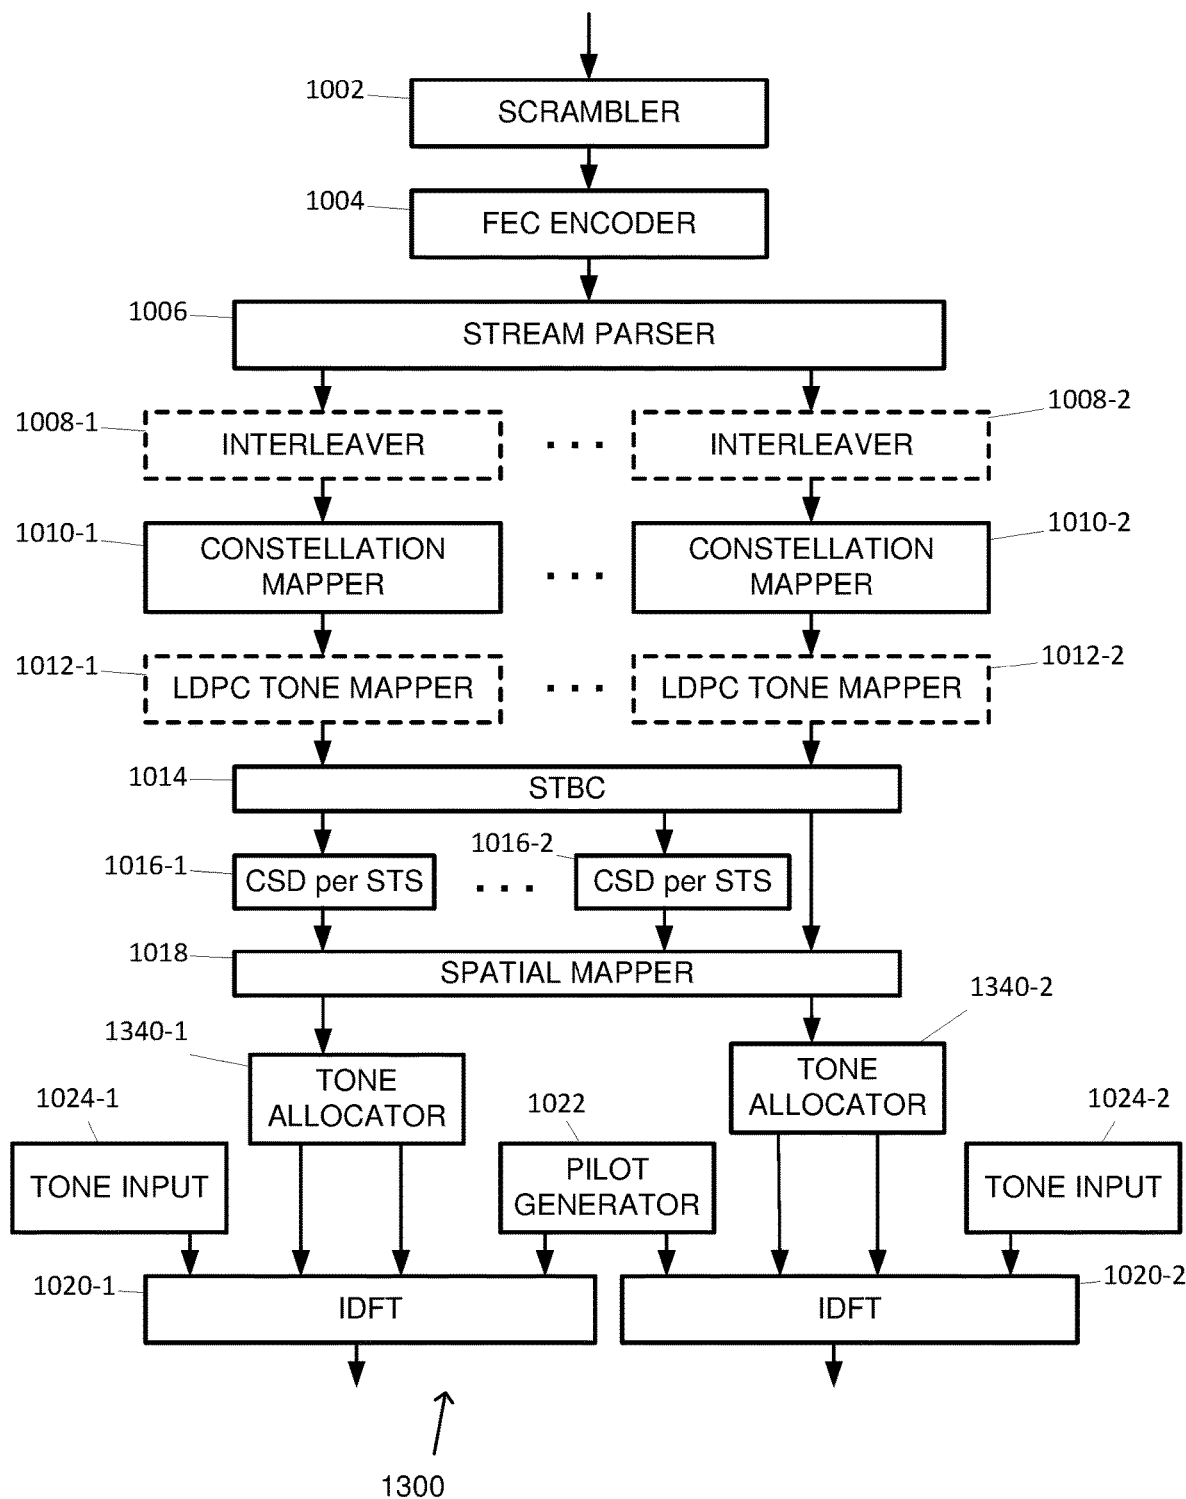 1002
SCRAMBLER
1004
FEC ENCODER
1006
STREAM PARSER
1008-1
INTERLEAVER
INTERLEAVER
1008-2
1010-1
CONSTELLATION
MAPPER
CONSTELLATION
MAPPER
1010-2
1012-1
LDPC TONE MAPPER
LDPC TONE MAPPER
1012-2
1014
STBC
1016-1
CSD per STS
1016-2
CSD per STS
1018
SPATIAL MAPPER
1340-1
TONE
ALLOCATOR
1340-2
TONE
ALLOCATOR
1024-1
TONE INPUT
1022
PILOT
GENERATOR
1024-2
TONE INPUT
1020-1
IDFT
IDFT
1020-2
1300